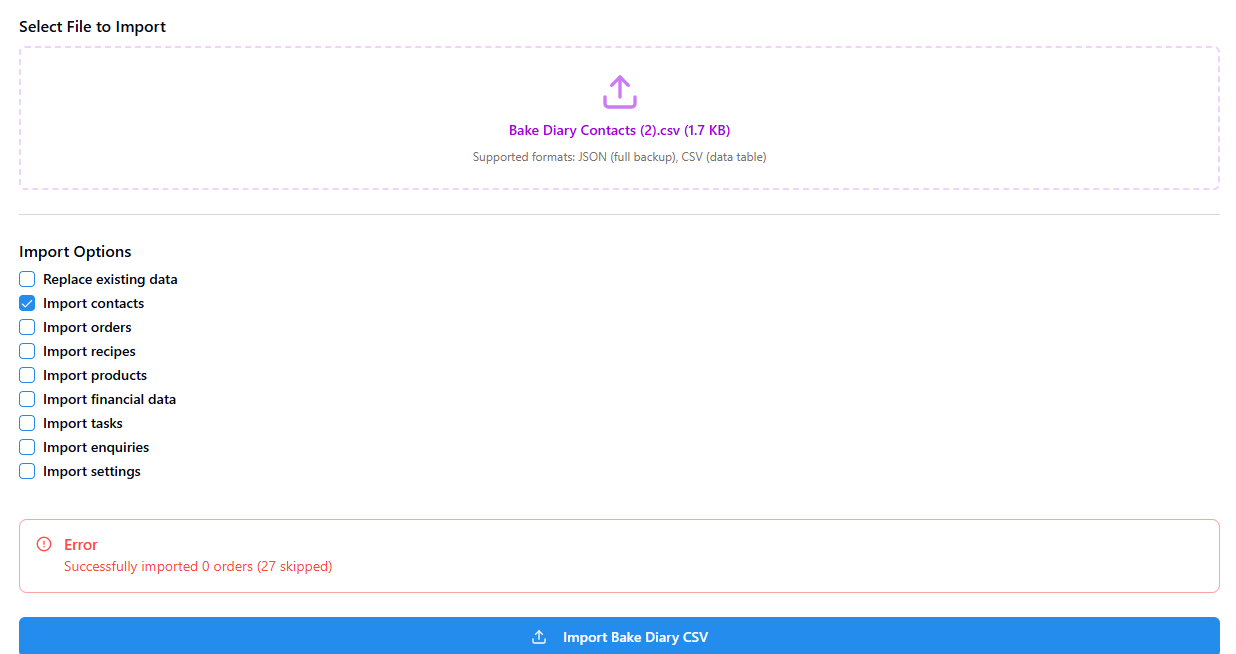 Select File to Import
Bake Diary Contacts (2).csv (1.7 KB)
Supported formats: JSON (full backup), CSV (data table)
Import Options
Replace existing data
Import contacts
Import orders
Import recipes
Import products
Import financial data
Import tasks
Import enquiries
Import settings
Error
Successfully imported 0 orders (27 skipped)
Import Bake Diary CSV